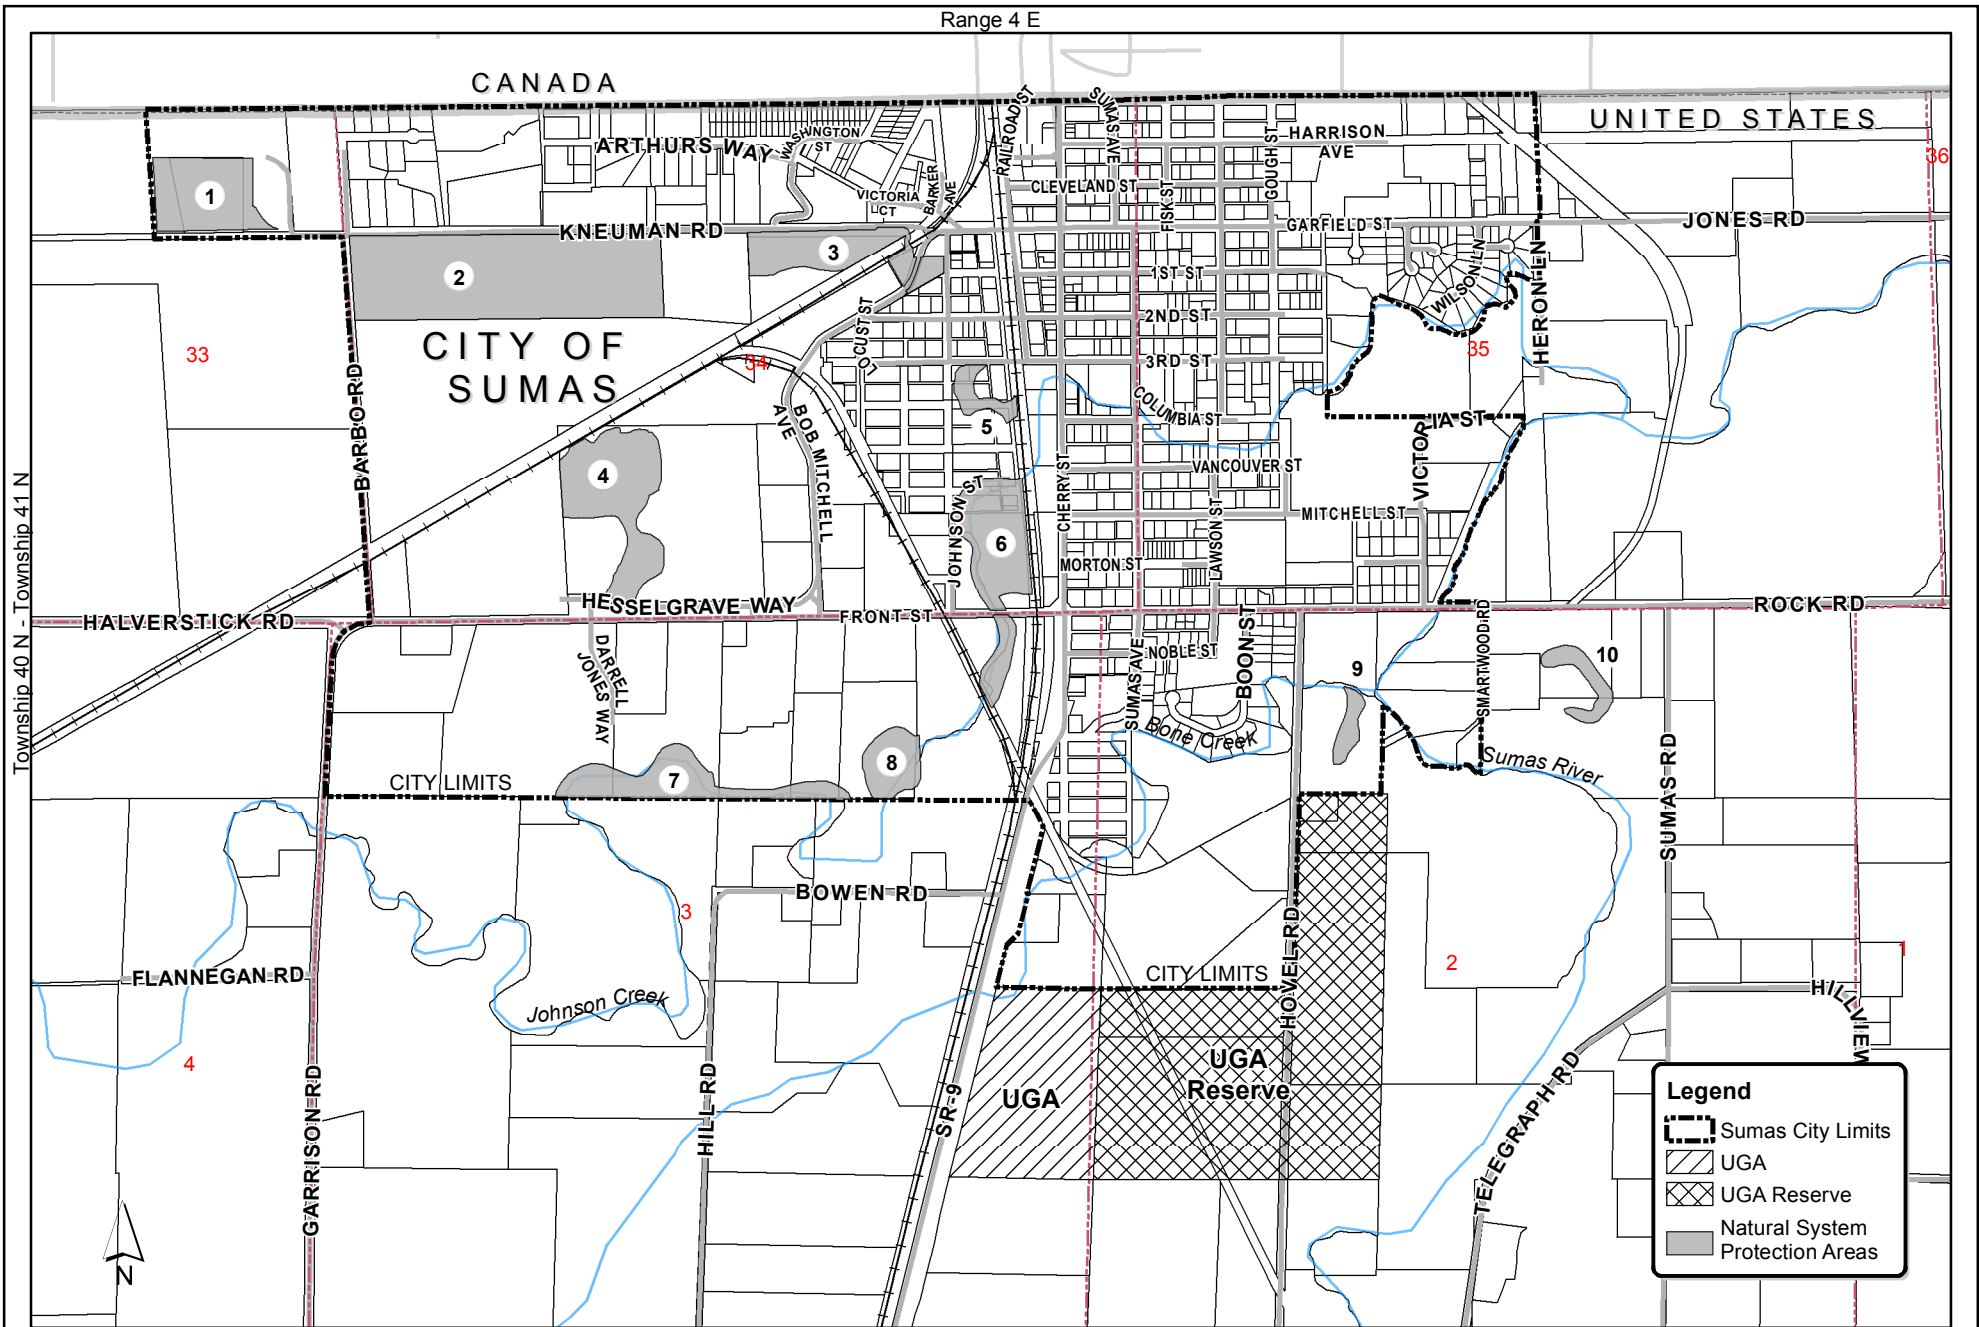 Range 4 E
CANADA
UNITED STATES
SUMAS AVE
RAILROAD ST
WASHINGTON
ST
ARTHURS WAY
HARRISON
AVE
GOUGH ST
36
1
VICTORIA
CT
BARKER
AVE
CLEVELAND ST
FISK ST
KNEUMAN RD
GARFIELD ST
JONES RD
2
3
1ST ST
WILSON LN
HERON LN
LOCUST ST
2ND ST
33
CITY OF
SUMAS
34
3RD ST
35
BARBO RD
BOB MITCHELL
AVE
5
COLUMBIA ST
VICTORIA ST
4
CHERRY ST
VANCOUVER ST
JOHNSON ST
LAWSON ST
MITCHELL ST
6
MORTON ST
Township 40 N - Township 41 N
HALVERSTICK RD
HESSELGRAVE WAY
FRONT ST
ROCK RD
DARRELL
JONES WAY
SUMAS AVE
NOBLE ST
BOON ST
9
SMARTWOOD RD
10
Bone Creek
Sumas River
8
7
CITY LIMITS
SUMAS RD
BOWEN RD
3
HOVEL RD
2
1
FLANNEGAN RD
CITY LIMITS
Johnson Creek
HILLVIEW
4
UGA
UGA
Reserve
GARRISON RD
HILL RD
SR-9
TELEGRAPH RD
N
Legend
Sumas City Limits
UGA
UGA Reserve
Natural System
Protection Areas